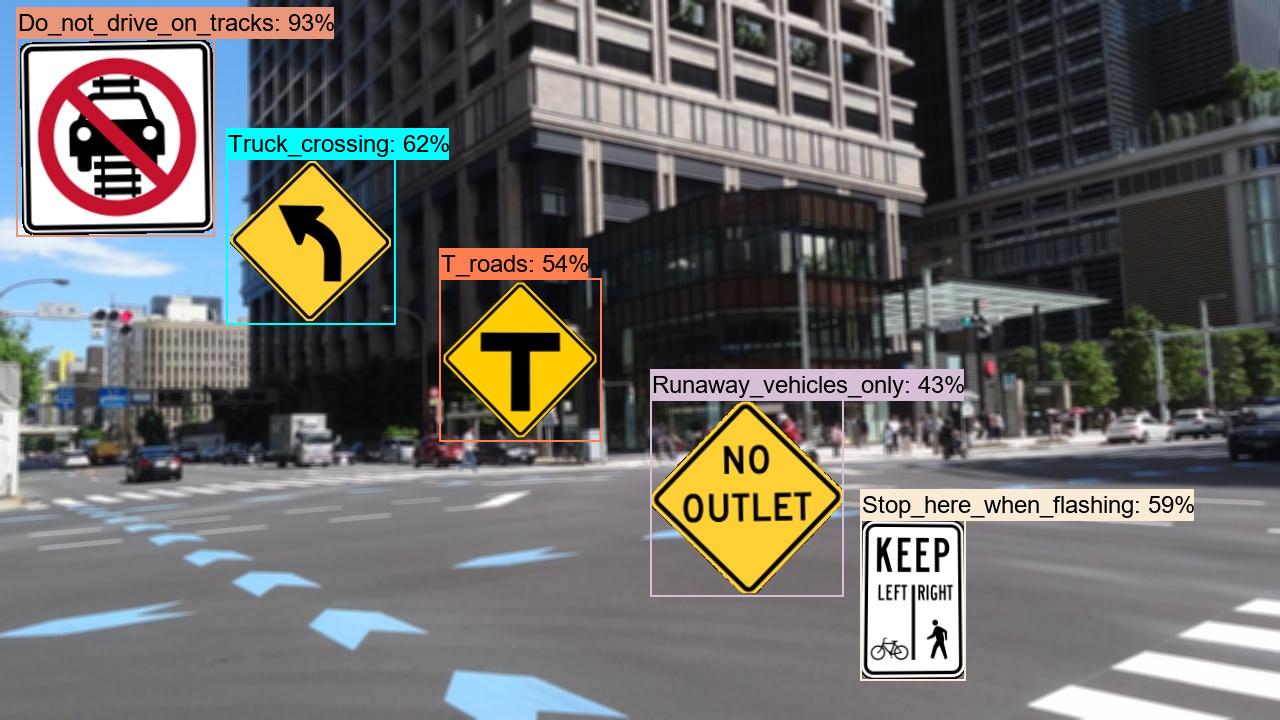 Do_not_drive_on_tracks: 93%
Truck_crossing: 62%
T_roads: 54%
T
Runaway_vehicles_only: 43%
NO
OUTLET
Stop_here_when_flashing: 59%
KEEP
LEFT RIGHT